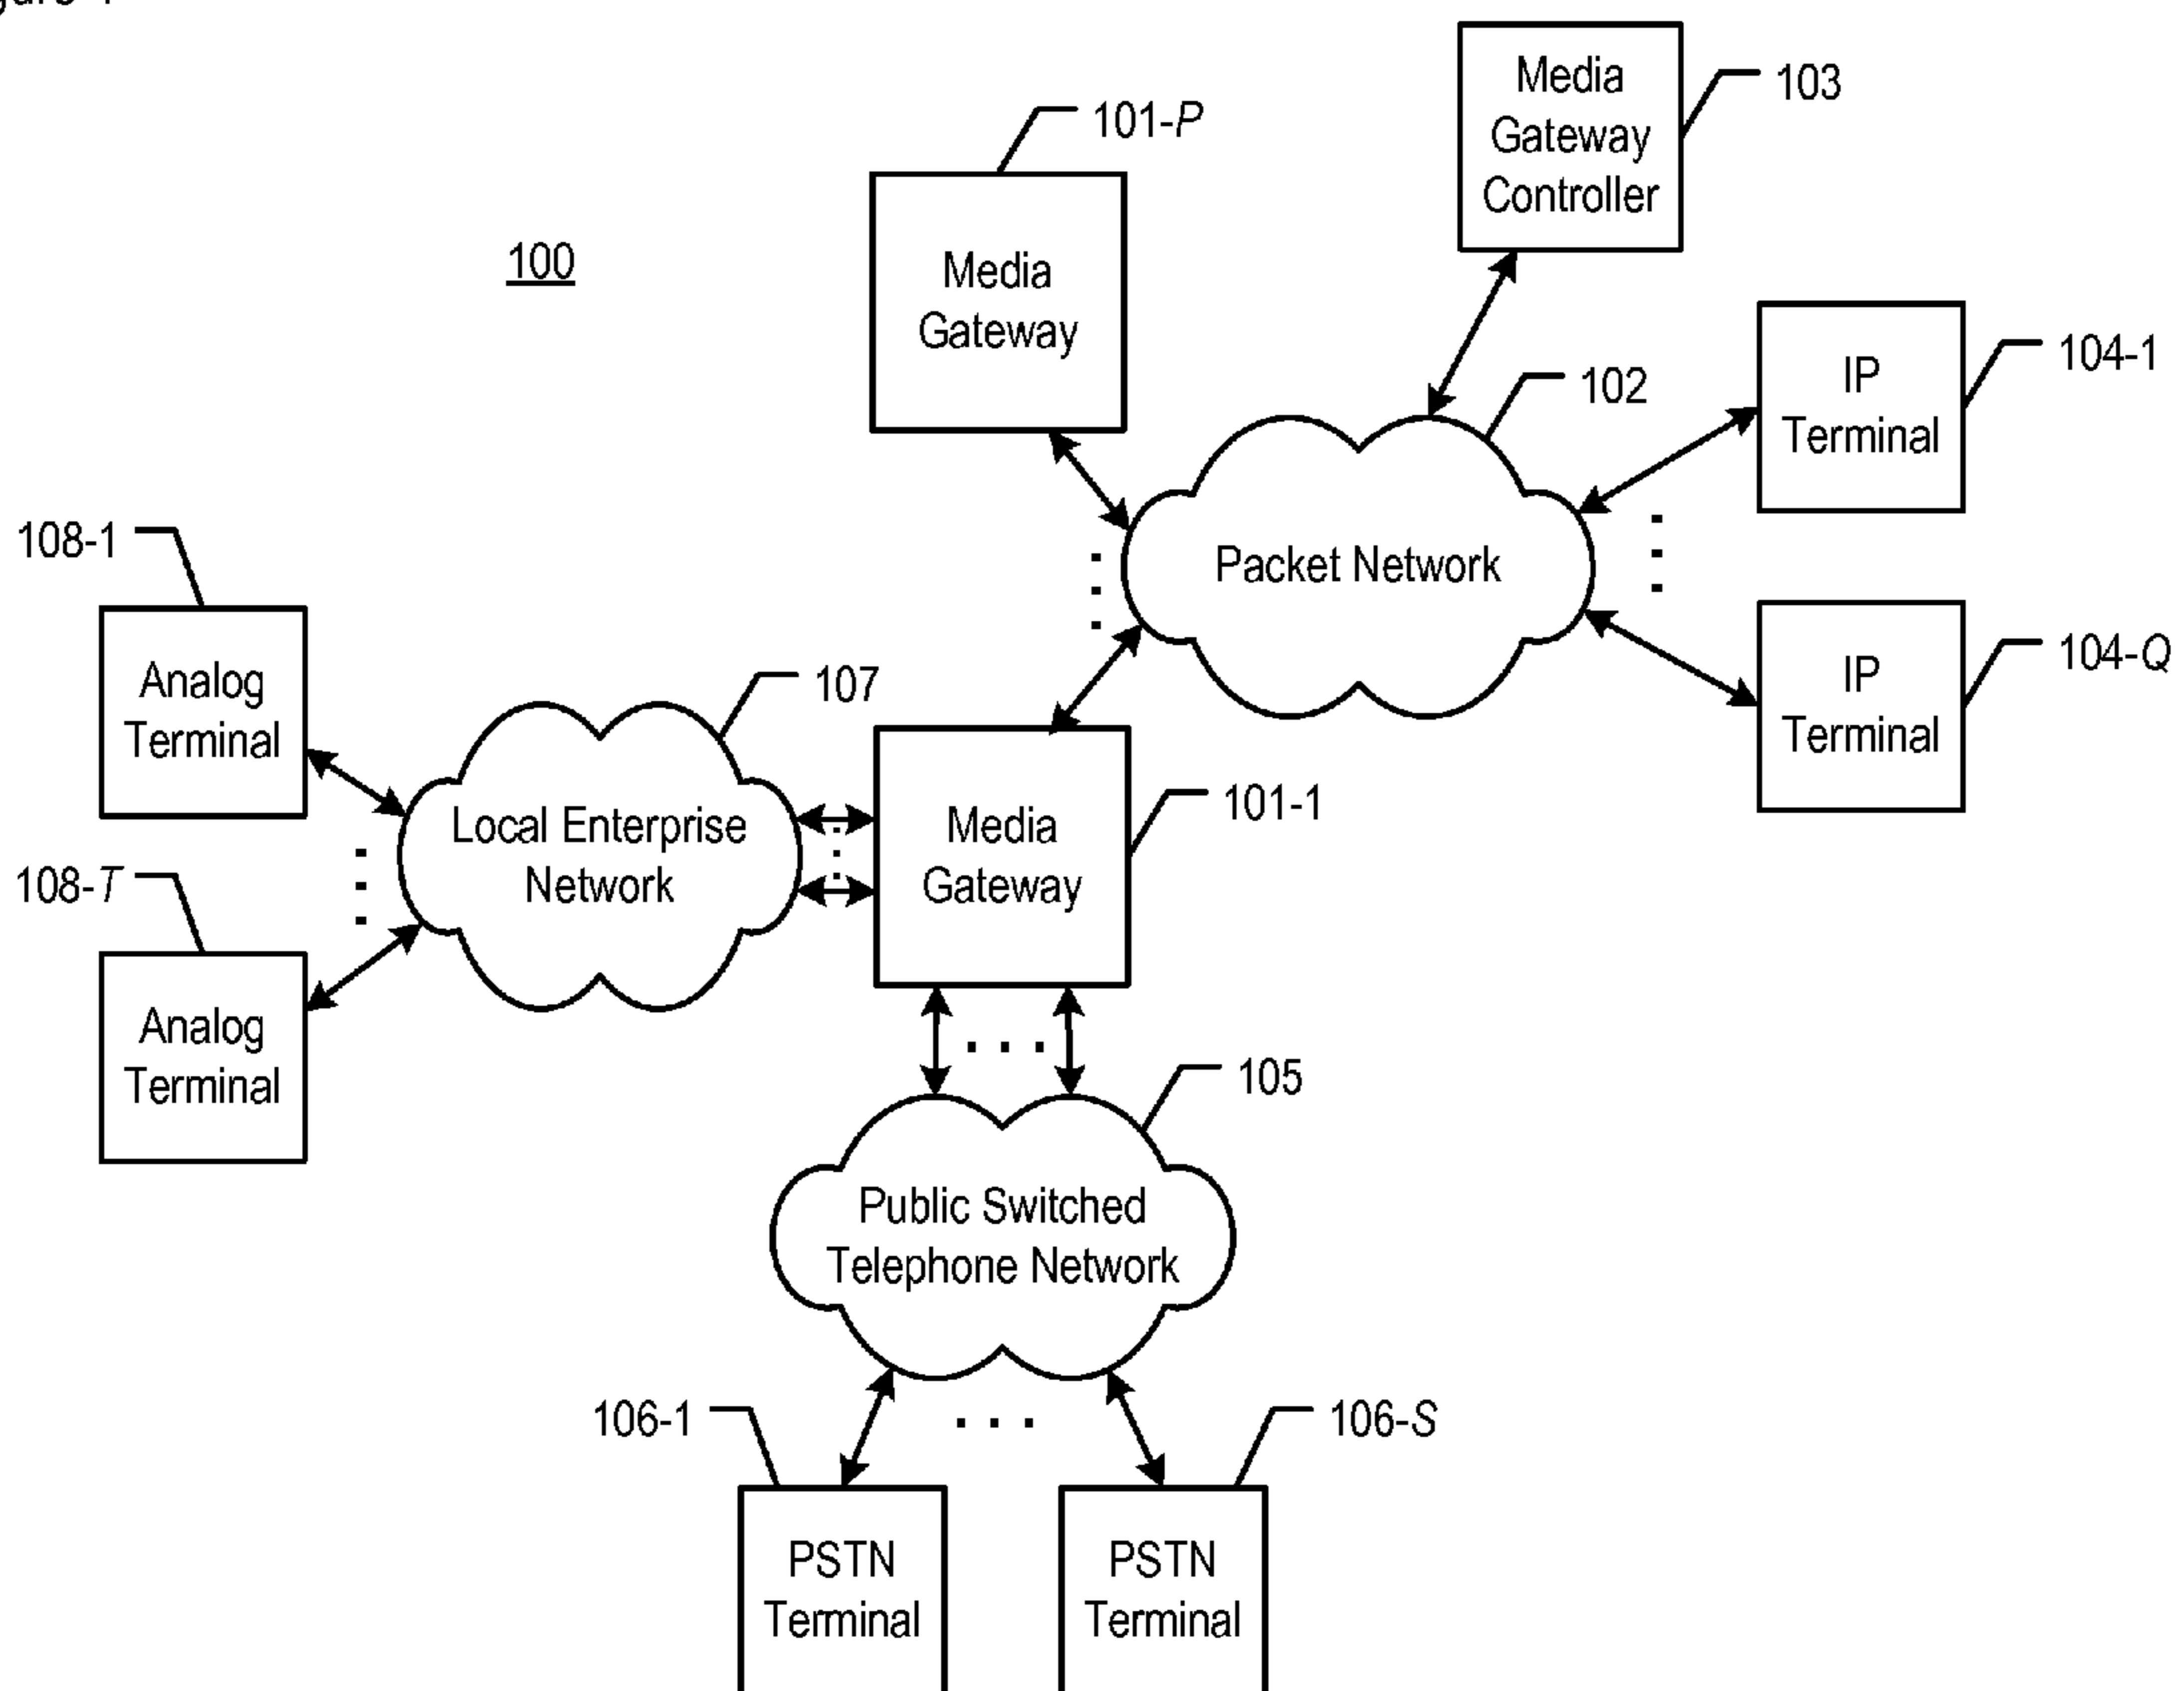 Media
Gateway
Controller
103
101-P
Media
Gateway
100
IP
Terminal
104-1
102
Packet Network
108-1
IP
Terminal
104-Q
Analog
Terminal
107
Local Enterprise
Network
Media
Gateway
101-1
108-T
Analog
Terminal
105
Public Switched
Telephone Network
106-1
106-S
PSTN
Terminal
PSTN
Terminal